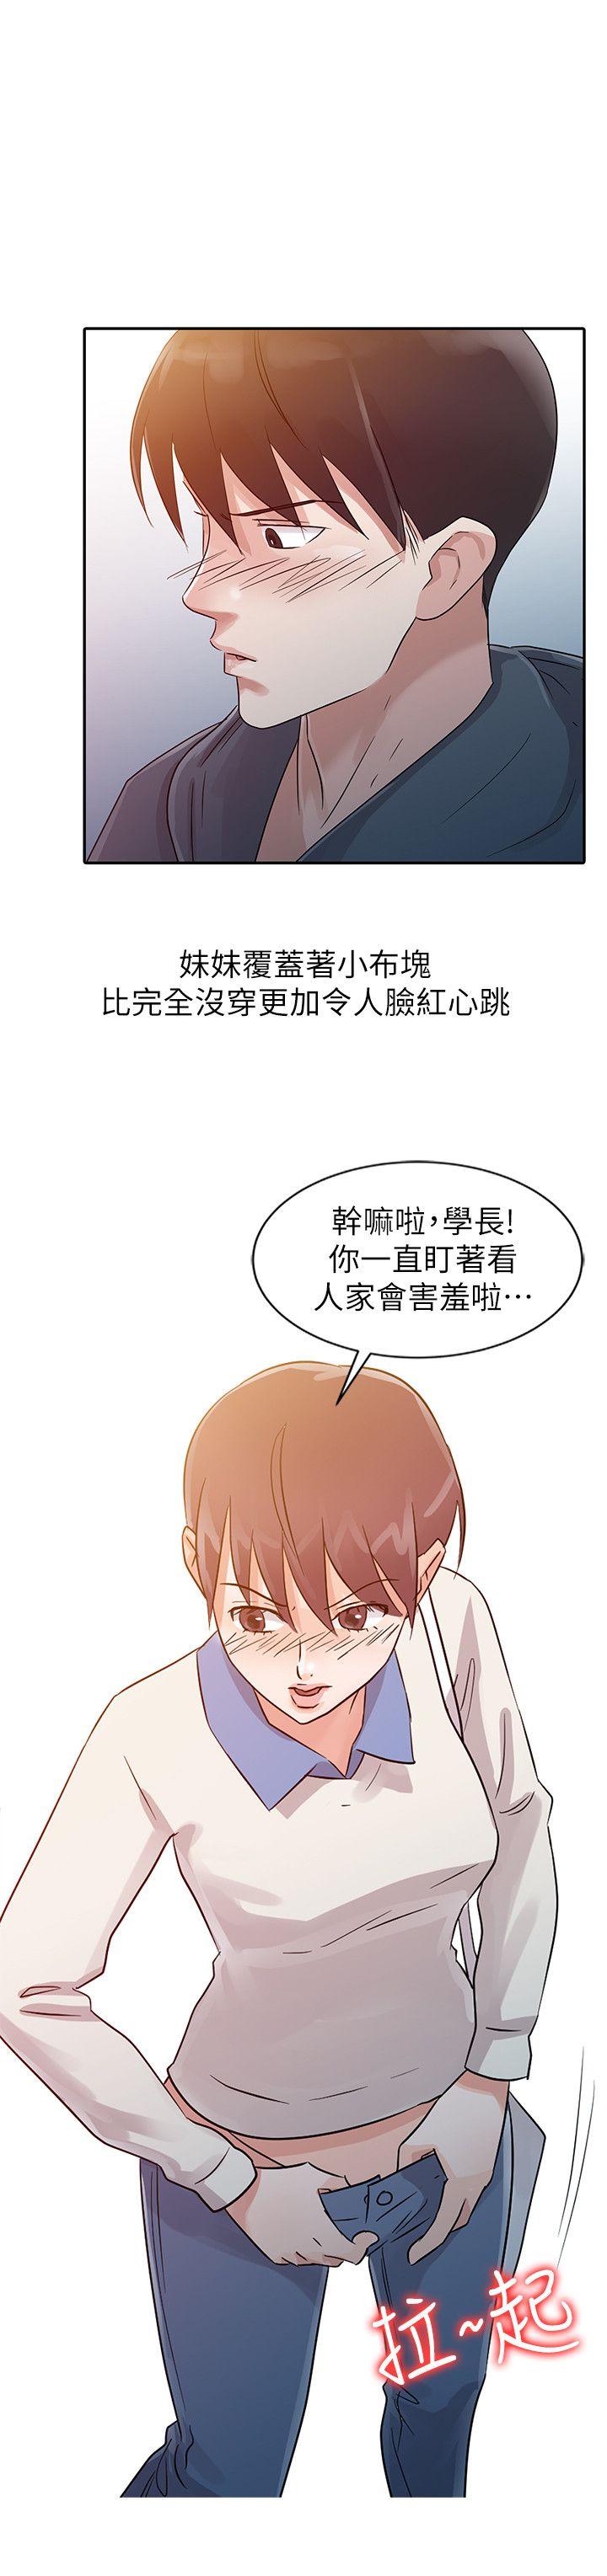 妹妹覆蓋著小布塊
比完全沒穿更加令人臉紅心跳
幹嘛啦，學長!
你一直盯著看
人家會害羞啦⋯
拉~起